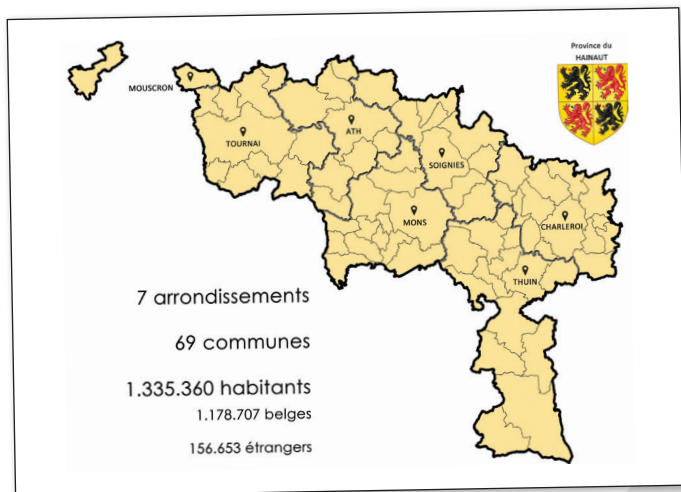 Province du
HAINAUT
MOUSCRON
TOURNAI
ATH
SOIGNIES
MONS
CHARLEROI
THUIN
7 arrondissements
69 communes
1.335.360 habitants
1.178.707 belges
156.653 étrangers